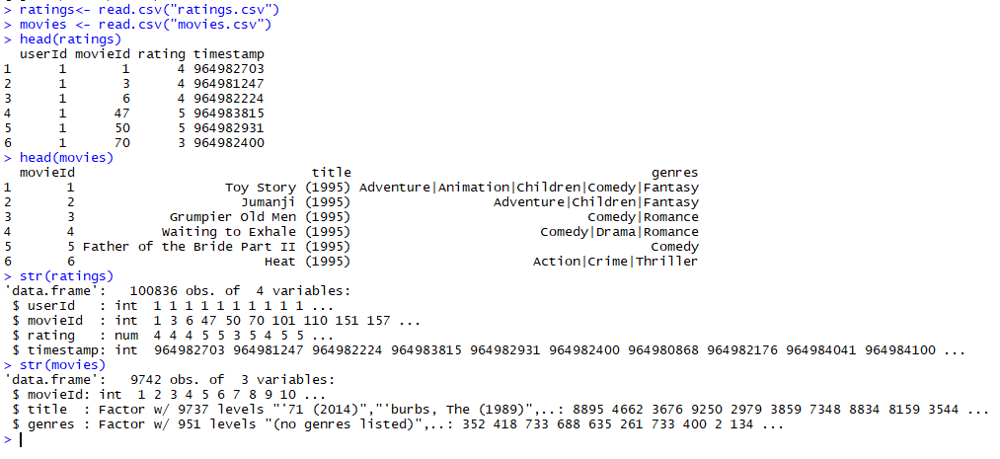 > ratings<- read.csv("ratings.csv")
> movies <- read.csv("movies.csv")
> head(ratings)
  userId movieId rating timestamp
1      1       1      4 964982703
2      1       3      4 964981247
3      1       6      4 964982224
4      1      47      5 964983815
5      1      50      5 964982931
6      1      70      3 964982400
> head(movies)
  movieId                              title                                      genres
1       1                   Toy Story (1995) Adventure|Animation|Children|Comedy|Fantasy
2       2                     Jumanji (1995)                  Adventure|Children|Fantasy
3       3            Grumpier Old Men (1995)                              Comedy|Romance
4       4           Waiting to Exhale (1995)                        Comedy|Drama|Romance
5       5 Father of the Bride Part II (1995)                                      Comedy
6       6                        Heat (1995)                       Action|Crime|Thriller
> str(ratings)
'data.frame':   100836 obs. of  4 variables:
 $ userId   : int  1 1 1 1 1 1 1 1 1 1 ...
 $ movieId  : int  1 3 6 47 50 70 101 110 151 157 ...
 $ rating   : num  4 4 4 5 5 3 5 4 5 5 ...
 $ timestamp: int  964982703 964981247 964982224 964983815 964982931 964982400 964980868 964982176 964984041 964984100 ...
> str(movies)
'data.frame':   9742 obs. of  3 variables:
 $ movieId: int  1 2 3 4 5 6 7 8 9 10 ...
 $ title  : Factor w/ 9737 levels "'71 (2014)","'burbs, The (1989)",..: 8895 4662 3676 9250 2979 3859 7348 8834 8159 3544 ...
 $ genres : Factor w/ 951 levels "(no genres listed)",..: 352 418 733 688 635 261 733 400 2 134 ...
>